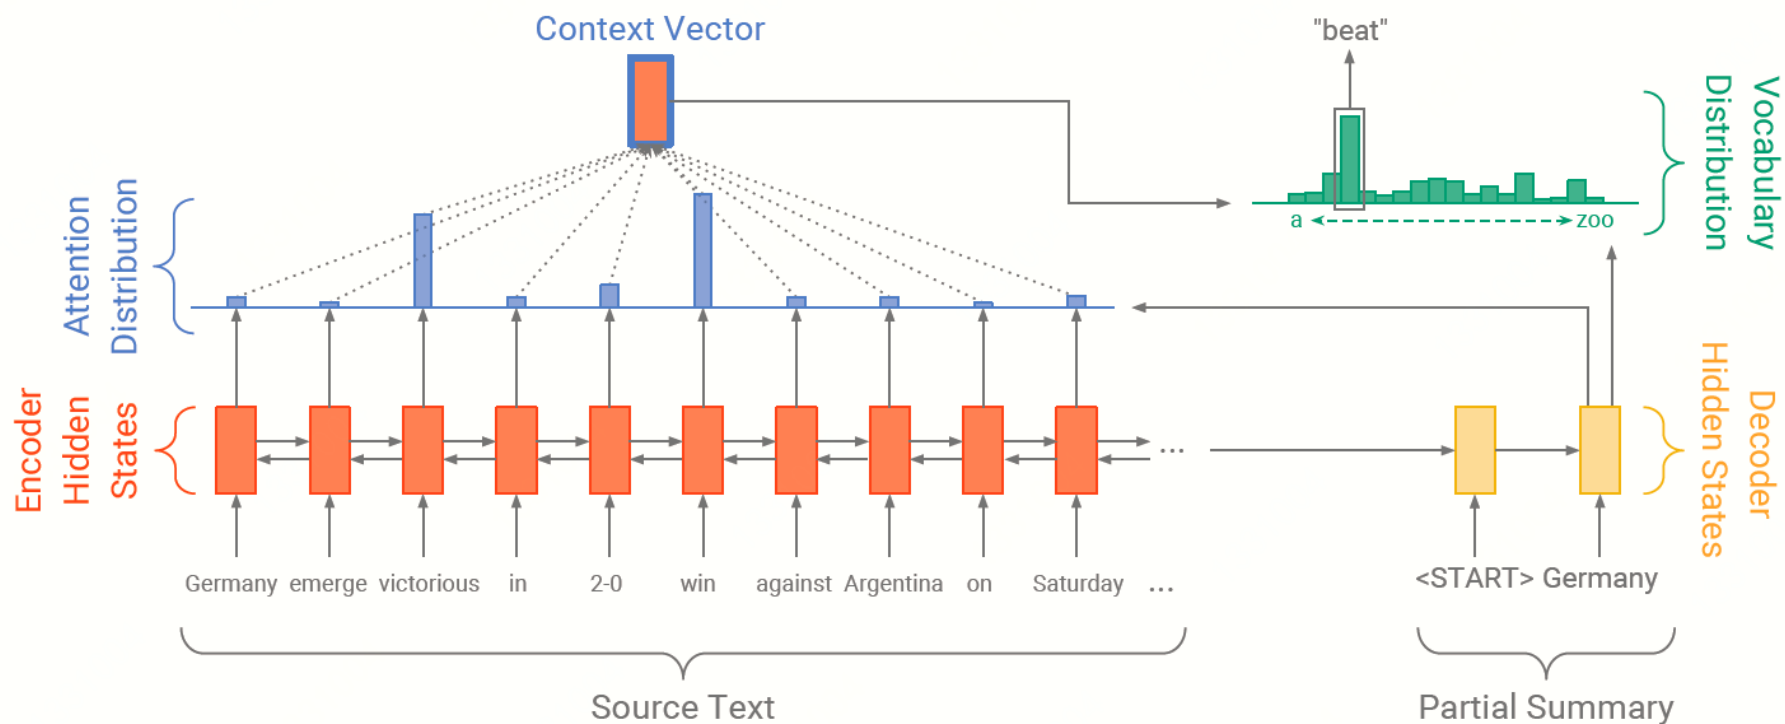 Context Vector
"beat"
Vocabulary
Distribution
a
zoo
Attention
Distribution
Encoder
Hidden
States
...
Decoder
Hidden States
Germany emerge victorious in 2-0 win against Argentina on Saturday ...
<START> Germany
Source Text
Partial Summary